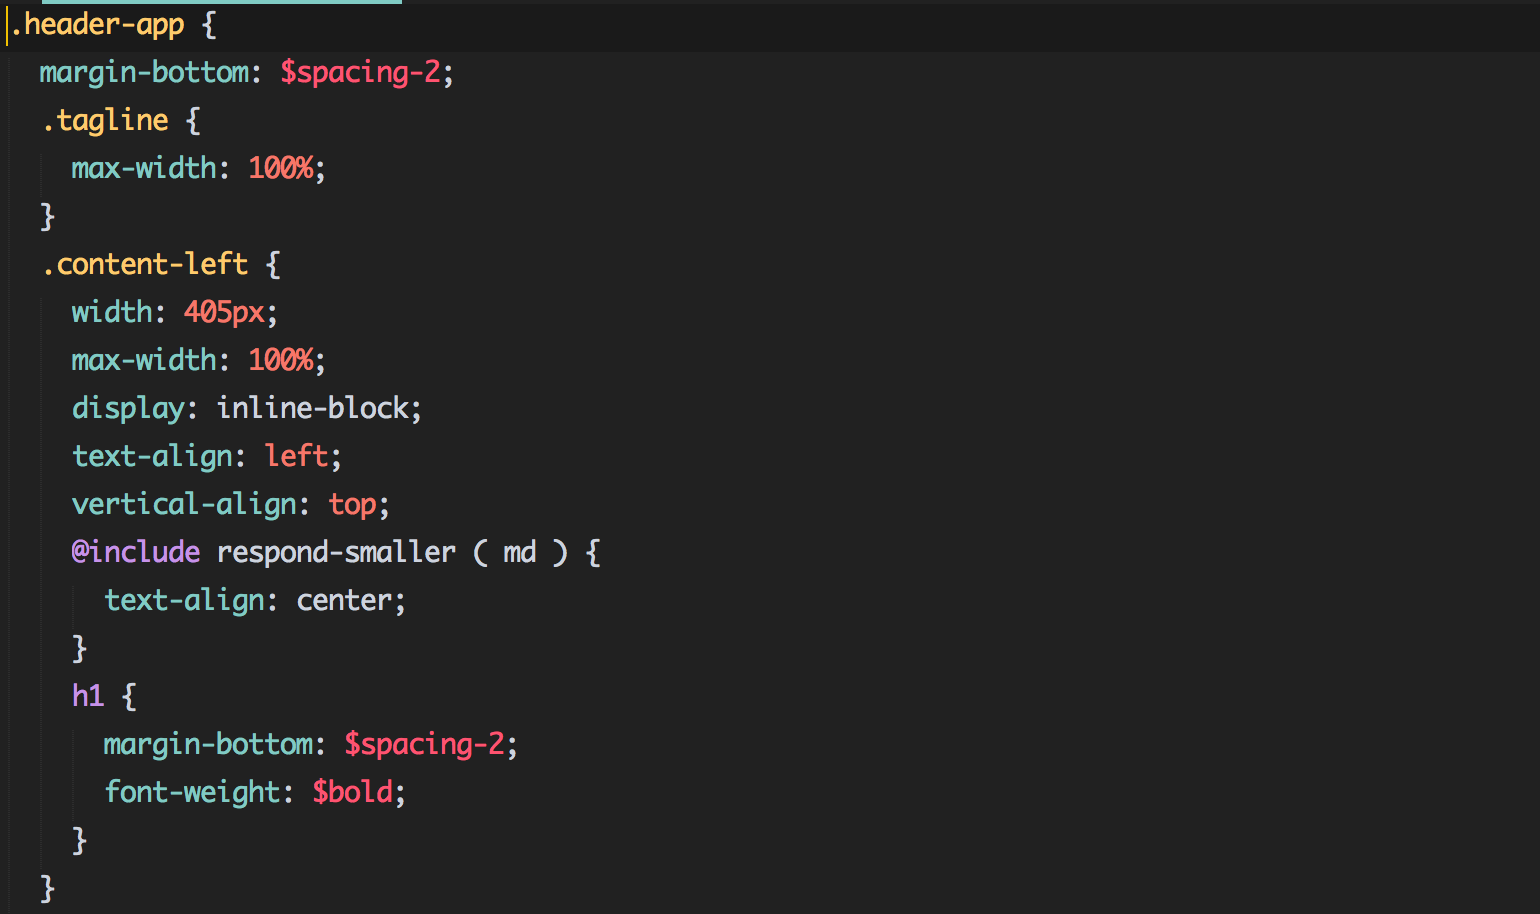 .header-app {
margin-bottom: $spacing-2;
.tagline {
max-width: 100%;
}
.content-left {
width: 405px;
max-width: 100%;
display: inline-block;
text-align: left;
vertical-align: top;
@include respond-smaller ( md ) {
text-align: center;
}
h1 {
margin-bottom: $spacing-2;
font-weight: $bold;
}
}